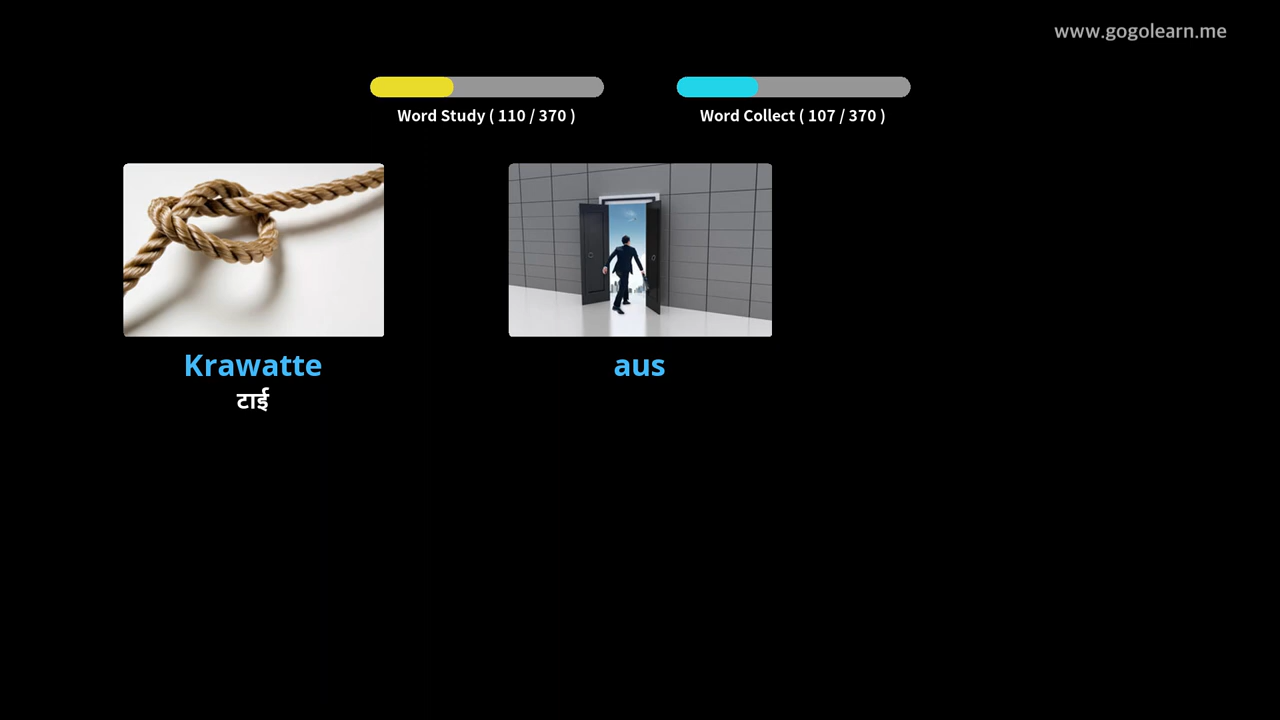 www.gogolearn.me
Word Study ( 110 / 370 )
Word Collect ( 107 / 370 )
Krawatte
टाई
aus